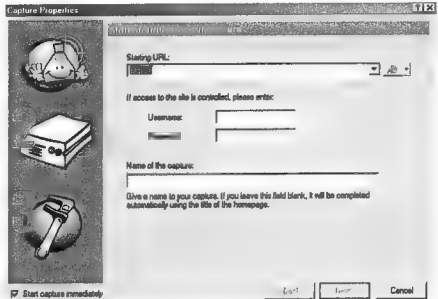 Capture Properties
Starting URL:
If access to the site is controlled, please enter:
Username:
Name of the capture:
Give a name to your capture. If you leave this field blank, it will be completed
automatically using the title of the homepage.
Start capture immediately
Cancel